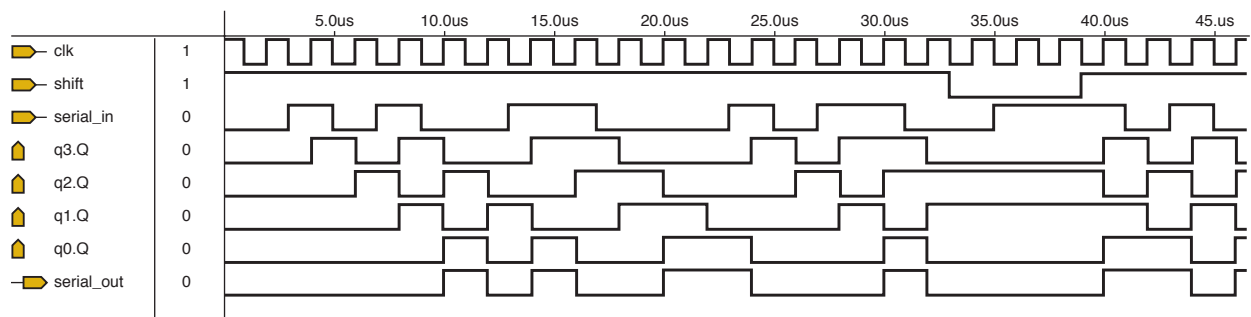 5.0us 10.0us 15.0us 20.0us 25.0us 30.0us 35.0us 40.0us 45.us
clk 1
shift 1
serial_in 0
q3.Q 0
q2.Q 0
q1.Q 0
q0.Q 0
serial_out 0